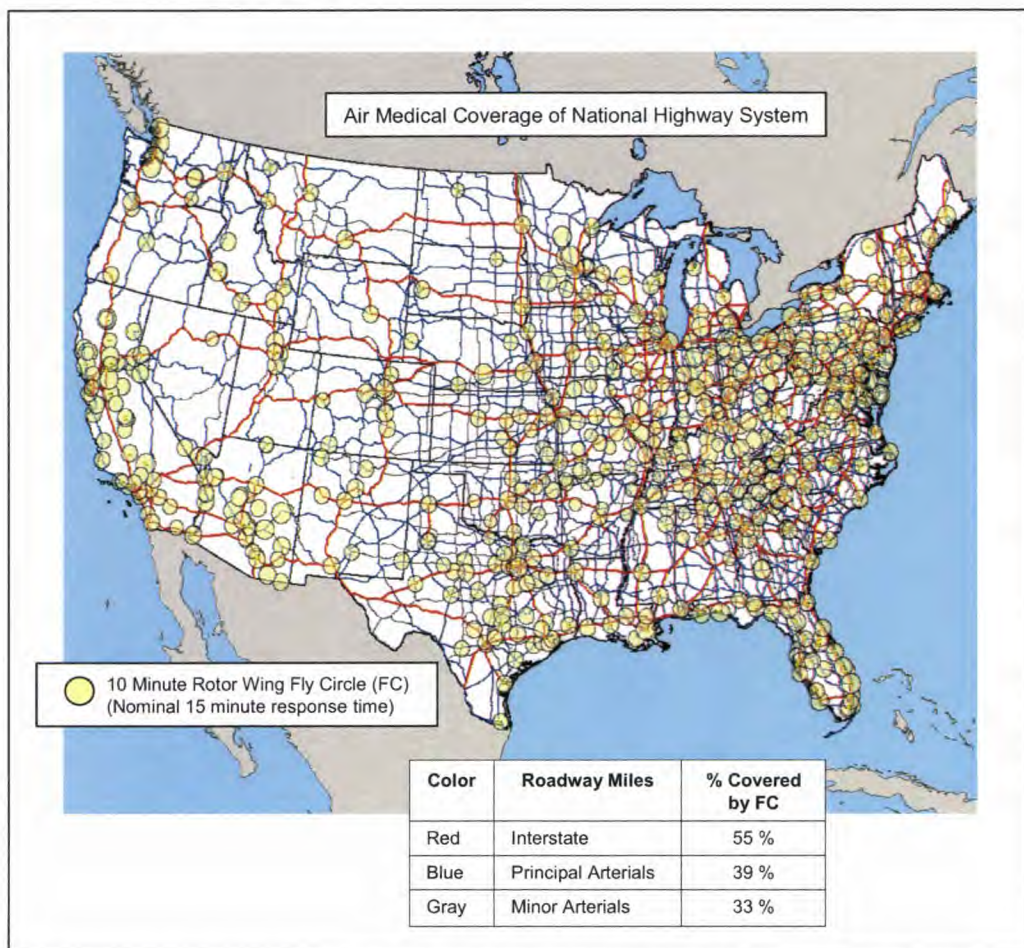 Air Medical Coverage of National Highway System
10 Minute Rotor Wing Fly Circle (FC)
(Nominal 15 minute response time)
Color Roadway Miles % Covered
by FC
Red Interstate 55 %
Blue Principal Arterials 39 %
Gray Minor Arterials 33 %